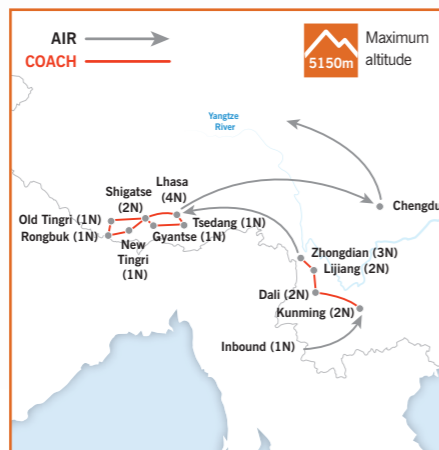 AIR
COACH
5150m
Maximum
altitude
Yangtze
River
Chengdu
Lhasa
(4N)
Shigatse
(2N)
Old Tingri (1N)
Rongbuk (1N)
New
Tingri
(1N)
Tsedang (1N)
Gyantse (1N)
Zhongdian (3N)
Lijiang (2N)
Dali (2N)
Kunming (2N)
Inbound (1N)